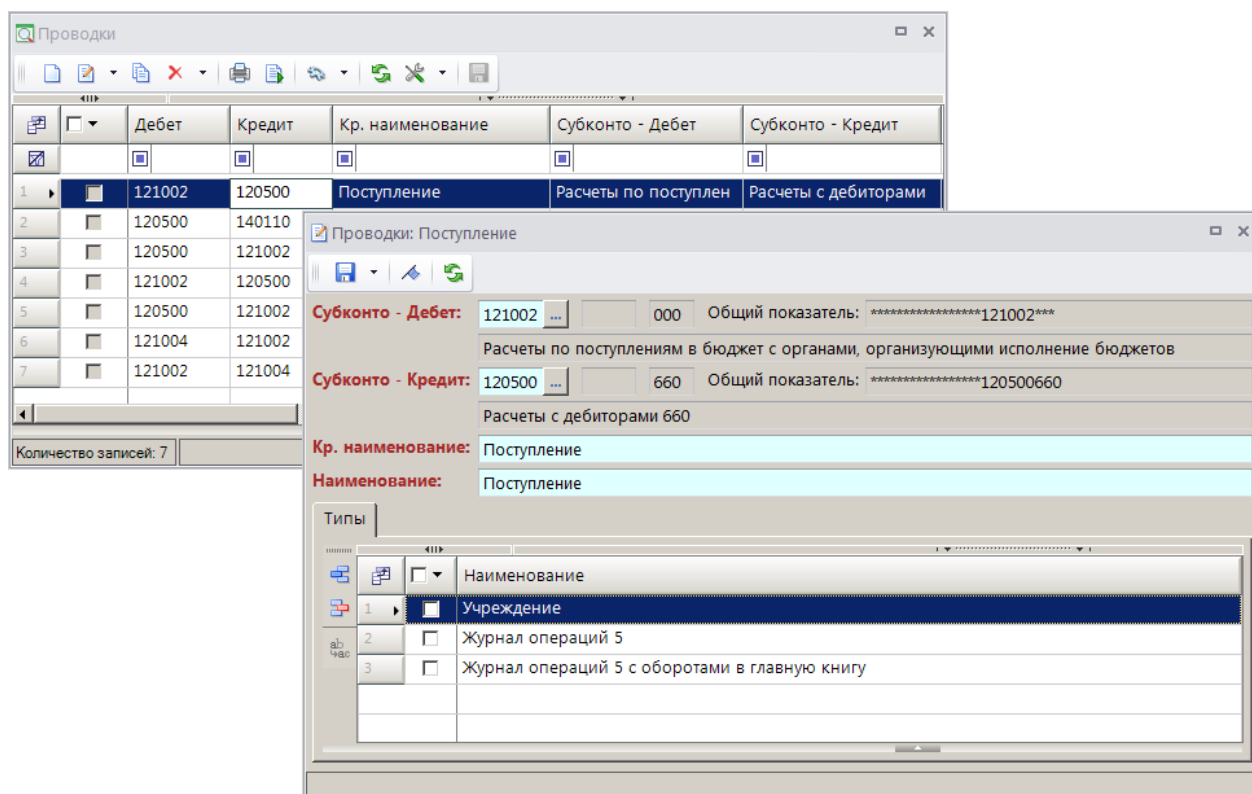 Проводки
Дебет Кредит Кр. наименование Субконто - Дебет Субконто - Кредит
1 121002 120500 Поступление Расчеты по поступлен Расчеты с дебиторами
2 120500 140110
3 120500 121002
4 121002 120500
5 120500 121002
6 121004 121002
7 121002 121004
Количество записей: 7
Проводки: Поступление
Субконто - Дебет: 121002 ... 000 Общий показатель: *****************121002***
Расчеты по поступлениям в бюджет с органами, организующими исполнение бюджетов
Субконто - Кредит: 120500 ... 660 Общий показатель: *****************120500660
Расчеты с дебиторами 660
Кр. наименование: Поступление
Наименование: Поступление
Типы
Наименование
1 Учреждение
2 Журнал операций 5
3 Журнал операций 5 с оборотами в главную книгу
ab
ac